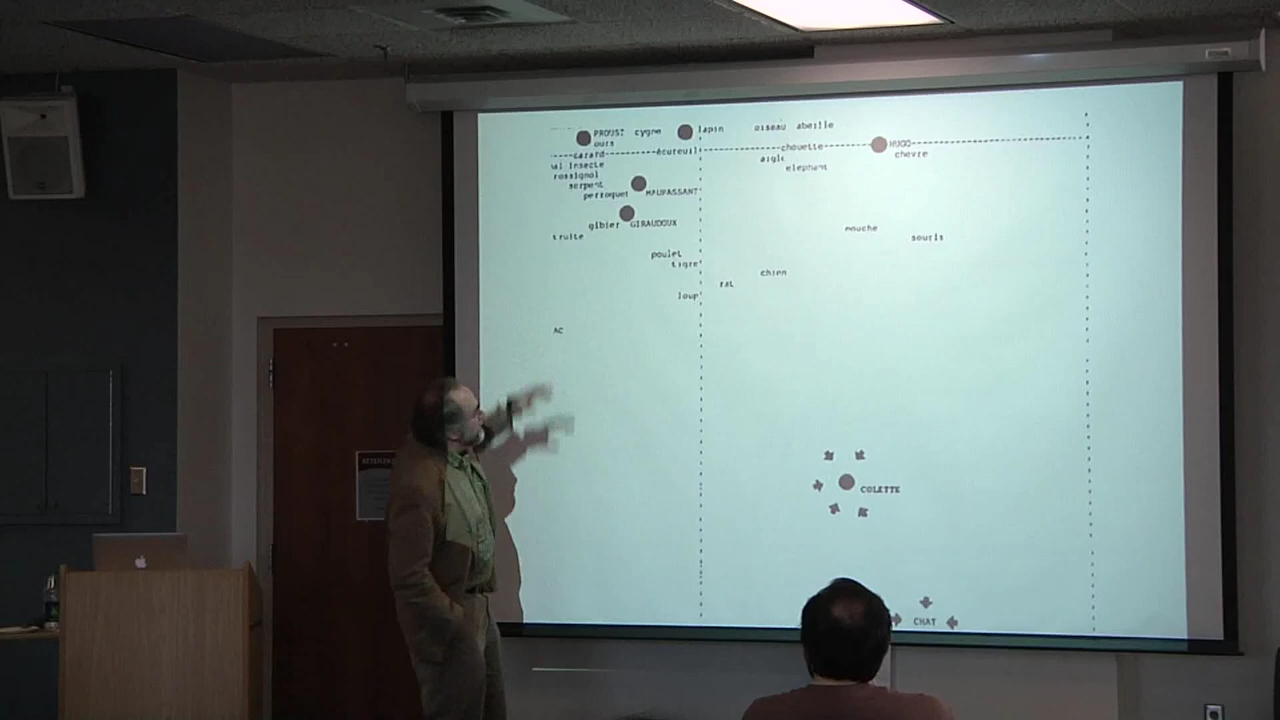 PROUST cygne lapin oiseau abeille
ours
canard écureuil chouette HUGO
aigle chevre
insecte elephant
rossignol
serpent
perroquet MAUPASSANT
gibier GIRAUDOUX
truite mouche souris
poulet
tigre chien
rat
loup
AC
COLETTE
CHAT